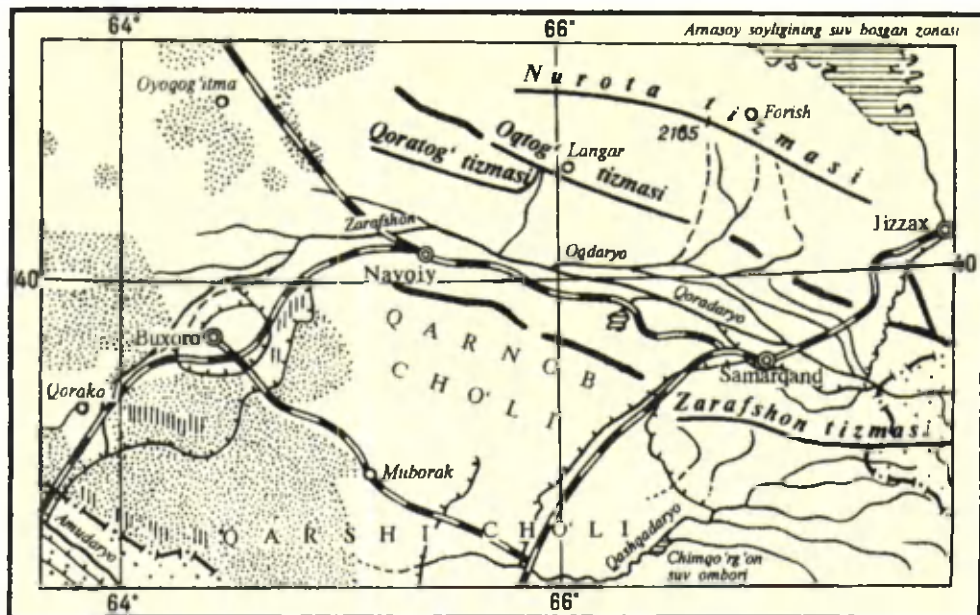 64°
66°
Arnasoy soyligining suv bosgan zonasi
Oyoqog'itma
Nurota tizmasi
Forish
2165
Qoratog' tizmasi
Oqtog' tizmasi
Langar
Zarafshon
Jizzax
40
Navoiy
Oqdaryo
40
Qoradaryo
Buxoro
QARNOB CHO'LI
Samarqand
Qorako
Zarafshon tizmasi
Muborak
QARSHI CHO'LI
Amudaryo
Qashqadaryo
Chimqo'rg'on
suv ombori
64°
66°